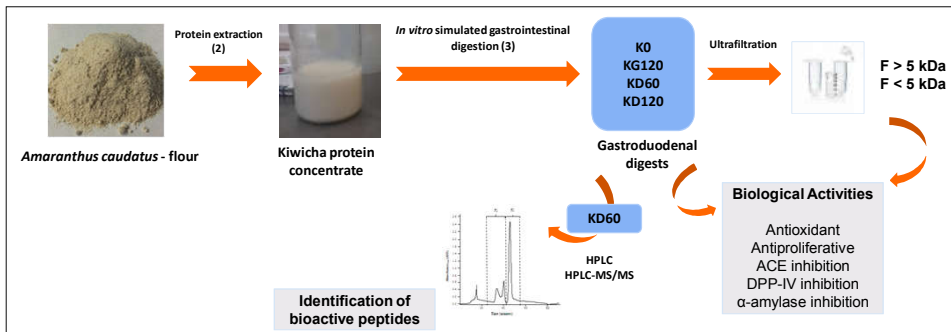 Protein extraction
(2)
In vitro simulated gastrointestinal
digestion (3)
K0
KG120
KD60
KD120
Ultrafiltration
F > 5 kDa
F < 5 kDa
Amaranthus caudatus - flour
Kiwicha protein
concentrate
Gastroduodenal
digests
KD60
HPLC
HPLC-MS/MS
Identification of
bioactive peptides
Biological Activities
Antioxidant
Antiproliferative
ACE inhibition
DPP-IV inhibition
α-amylase inhibition